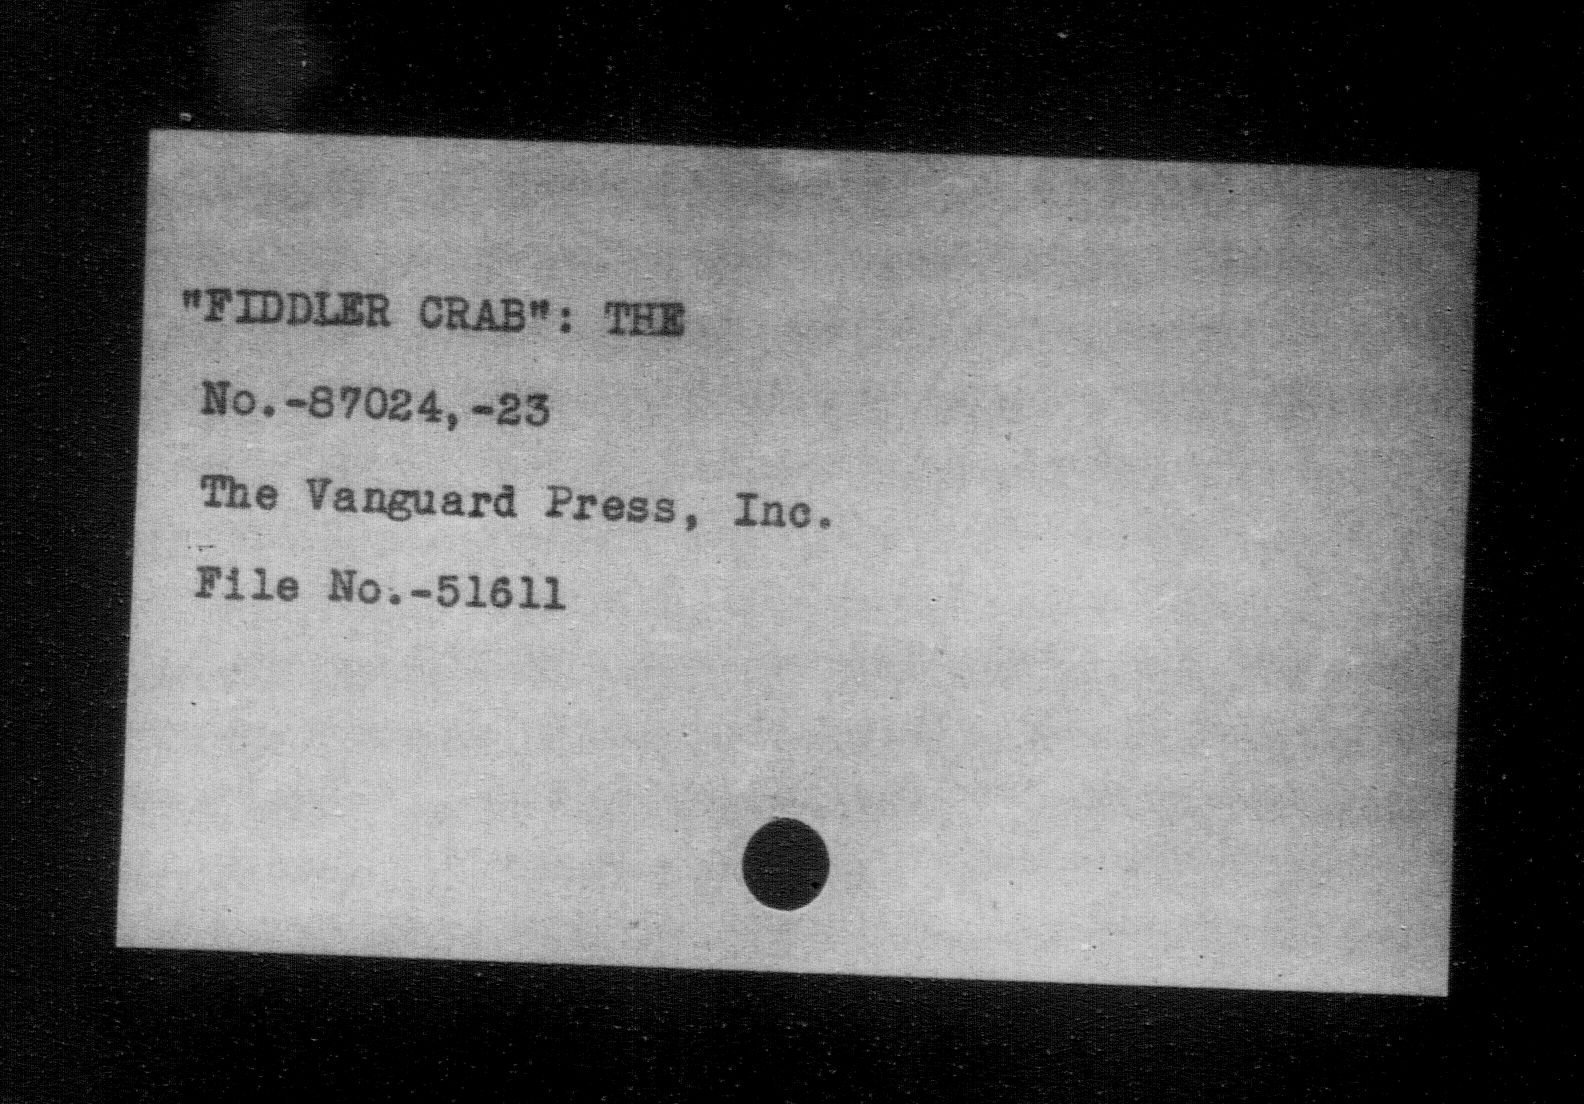 "FIDDLER CRAB": THE
No.-87024,-23
The Vanguard Press, Inc.
File No.-51611